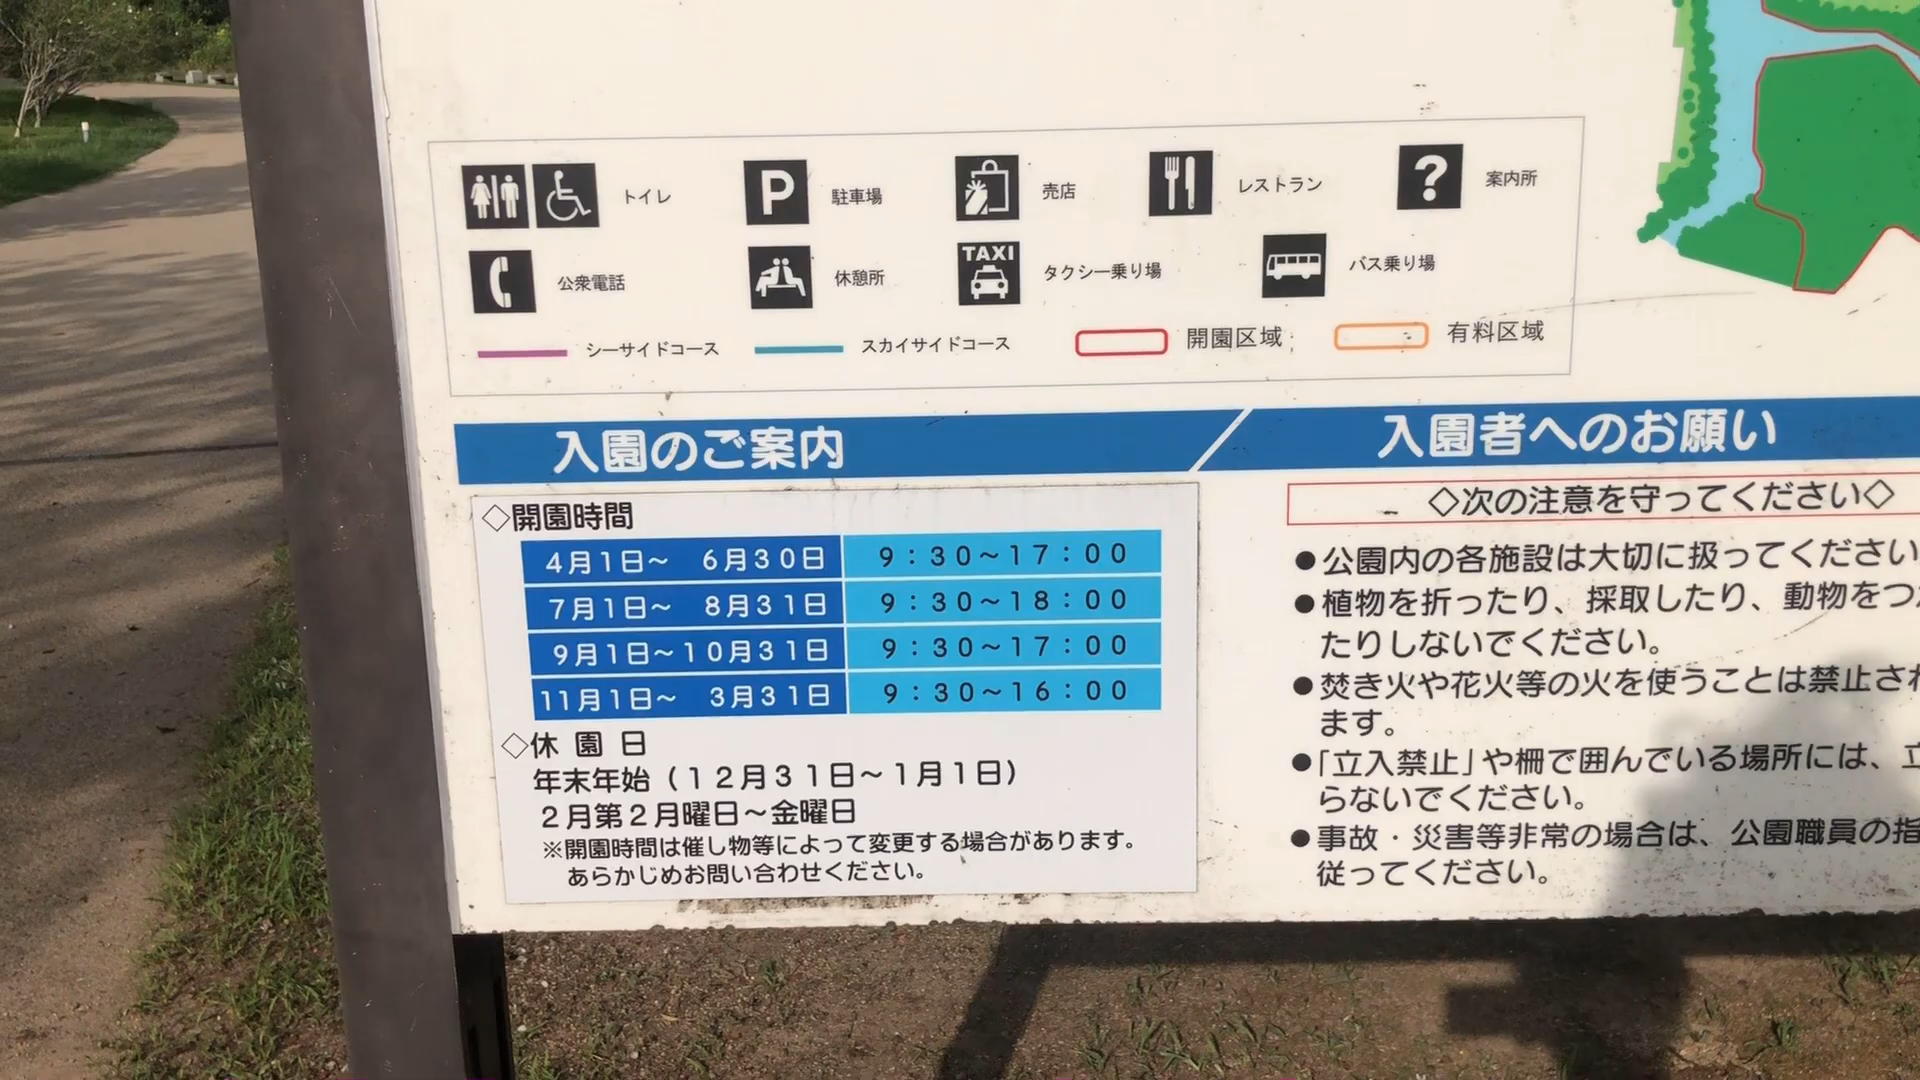 トイレ
P
駐車場
売店
レストラン
?
案内所
公衆電話
休憩所
TAXI
タクシー乗り場
バス乗り場
シーサイドコース
スカイサイドコース
開園区域
有料区域
入園のご案内
◇開園時間
4月1日~ 6月30日 9:30~17:00
7月1日~ 8月31日 9:30~18:00
9月1日~10月31日 9:30~17:00
11月1日~ 3月31日 9:30~16:00
◇休園日
年末年始(12月31日~1月1日)
2月第2月曜日~金曜日
※開園時間は催し物等によって変更する場合があります。
あらかじめお問い合わせください。
入園者へのお願い
◇次の注意を守ってください◇
●公園内の各施設は大切に扱ってください
●植物を折ったり、採取したり、動物をつ
たりしないでください。
●焚き火や花火等の火を使うことは禁止さ
ます。
●「立入禁止」や柵で囲んでいる場所には、立
らないでください。
●事故・災害等非常の場合は、公園職員の指
従ってください。